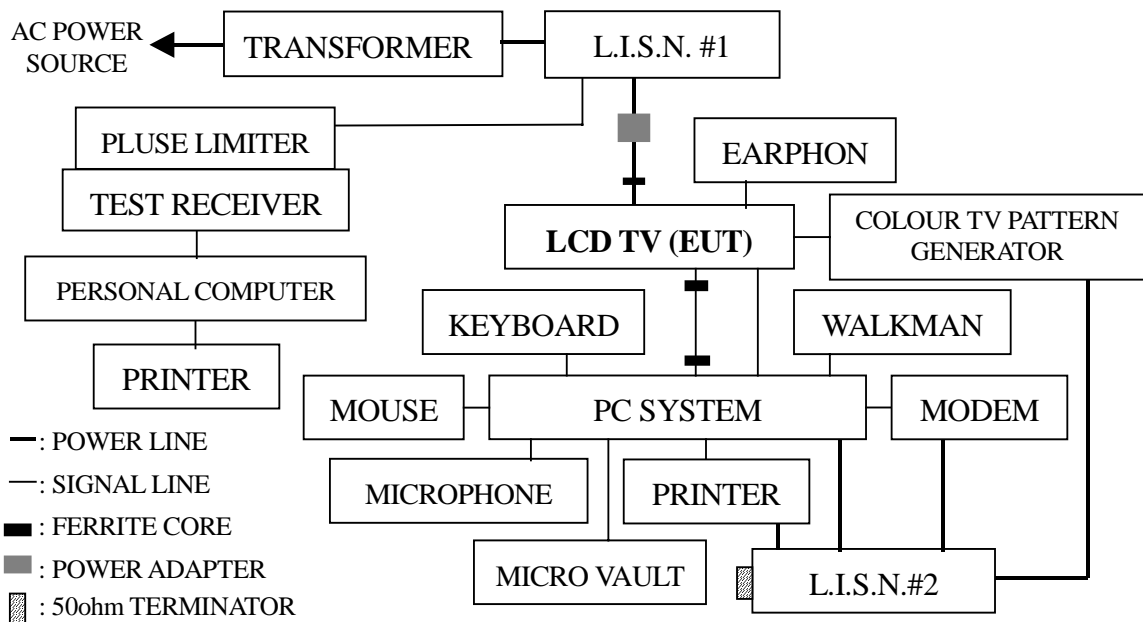 AC POWER
SOURCE
TRANSFORMER
L.I.S.N. #1
PLUSE LIMITER
EARPHON
TEST RECEIVER
LCD TV (EUT)
COLOUR TV PATTERN
GENERATOR
PERSONAL COMPUTER
KEYBOARD
WALKMAN
PRINTER
MOUSE
PC SYSTEM
MODEM
: POWER LINE
: SIGNAL LINE
MICROPHONE
PRINTER
: FERRITE CORE
: POWER ADAPTER
MICRO VAULT
L.I.S.N.#2
: 50ohm TERMINATOR